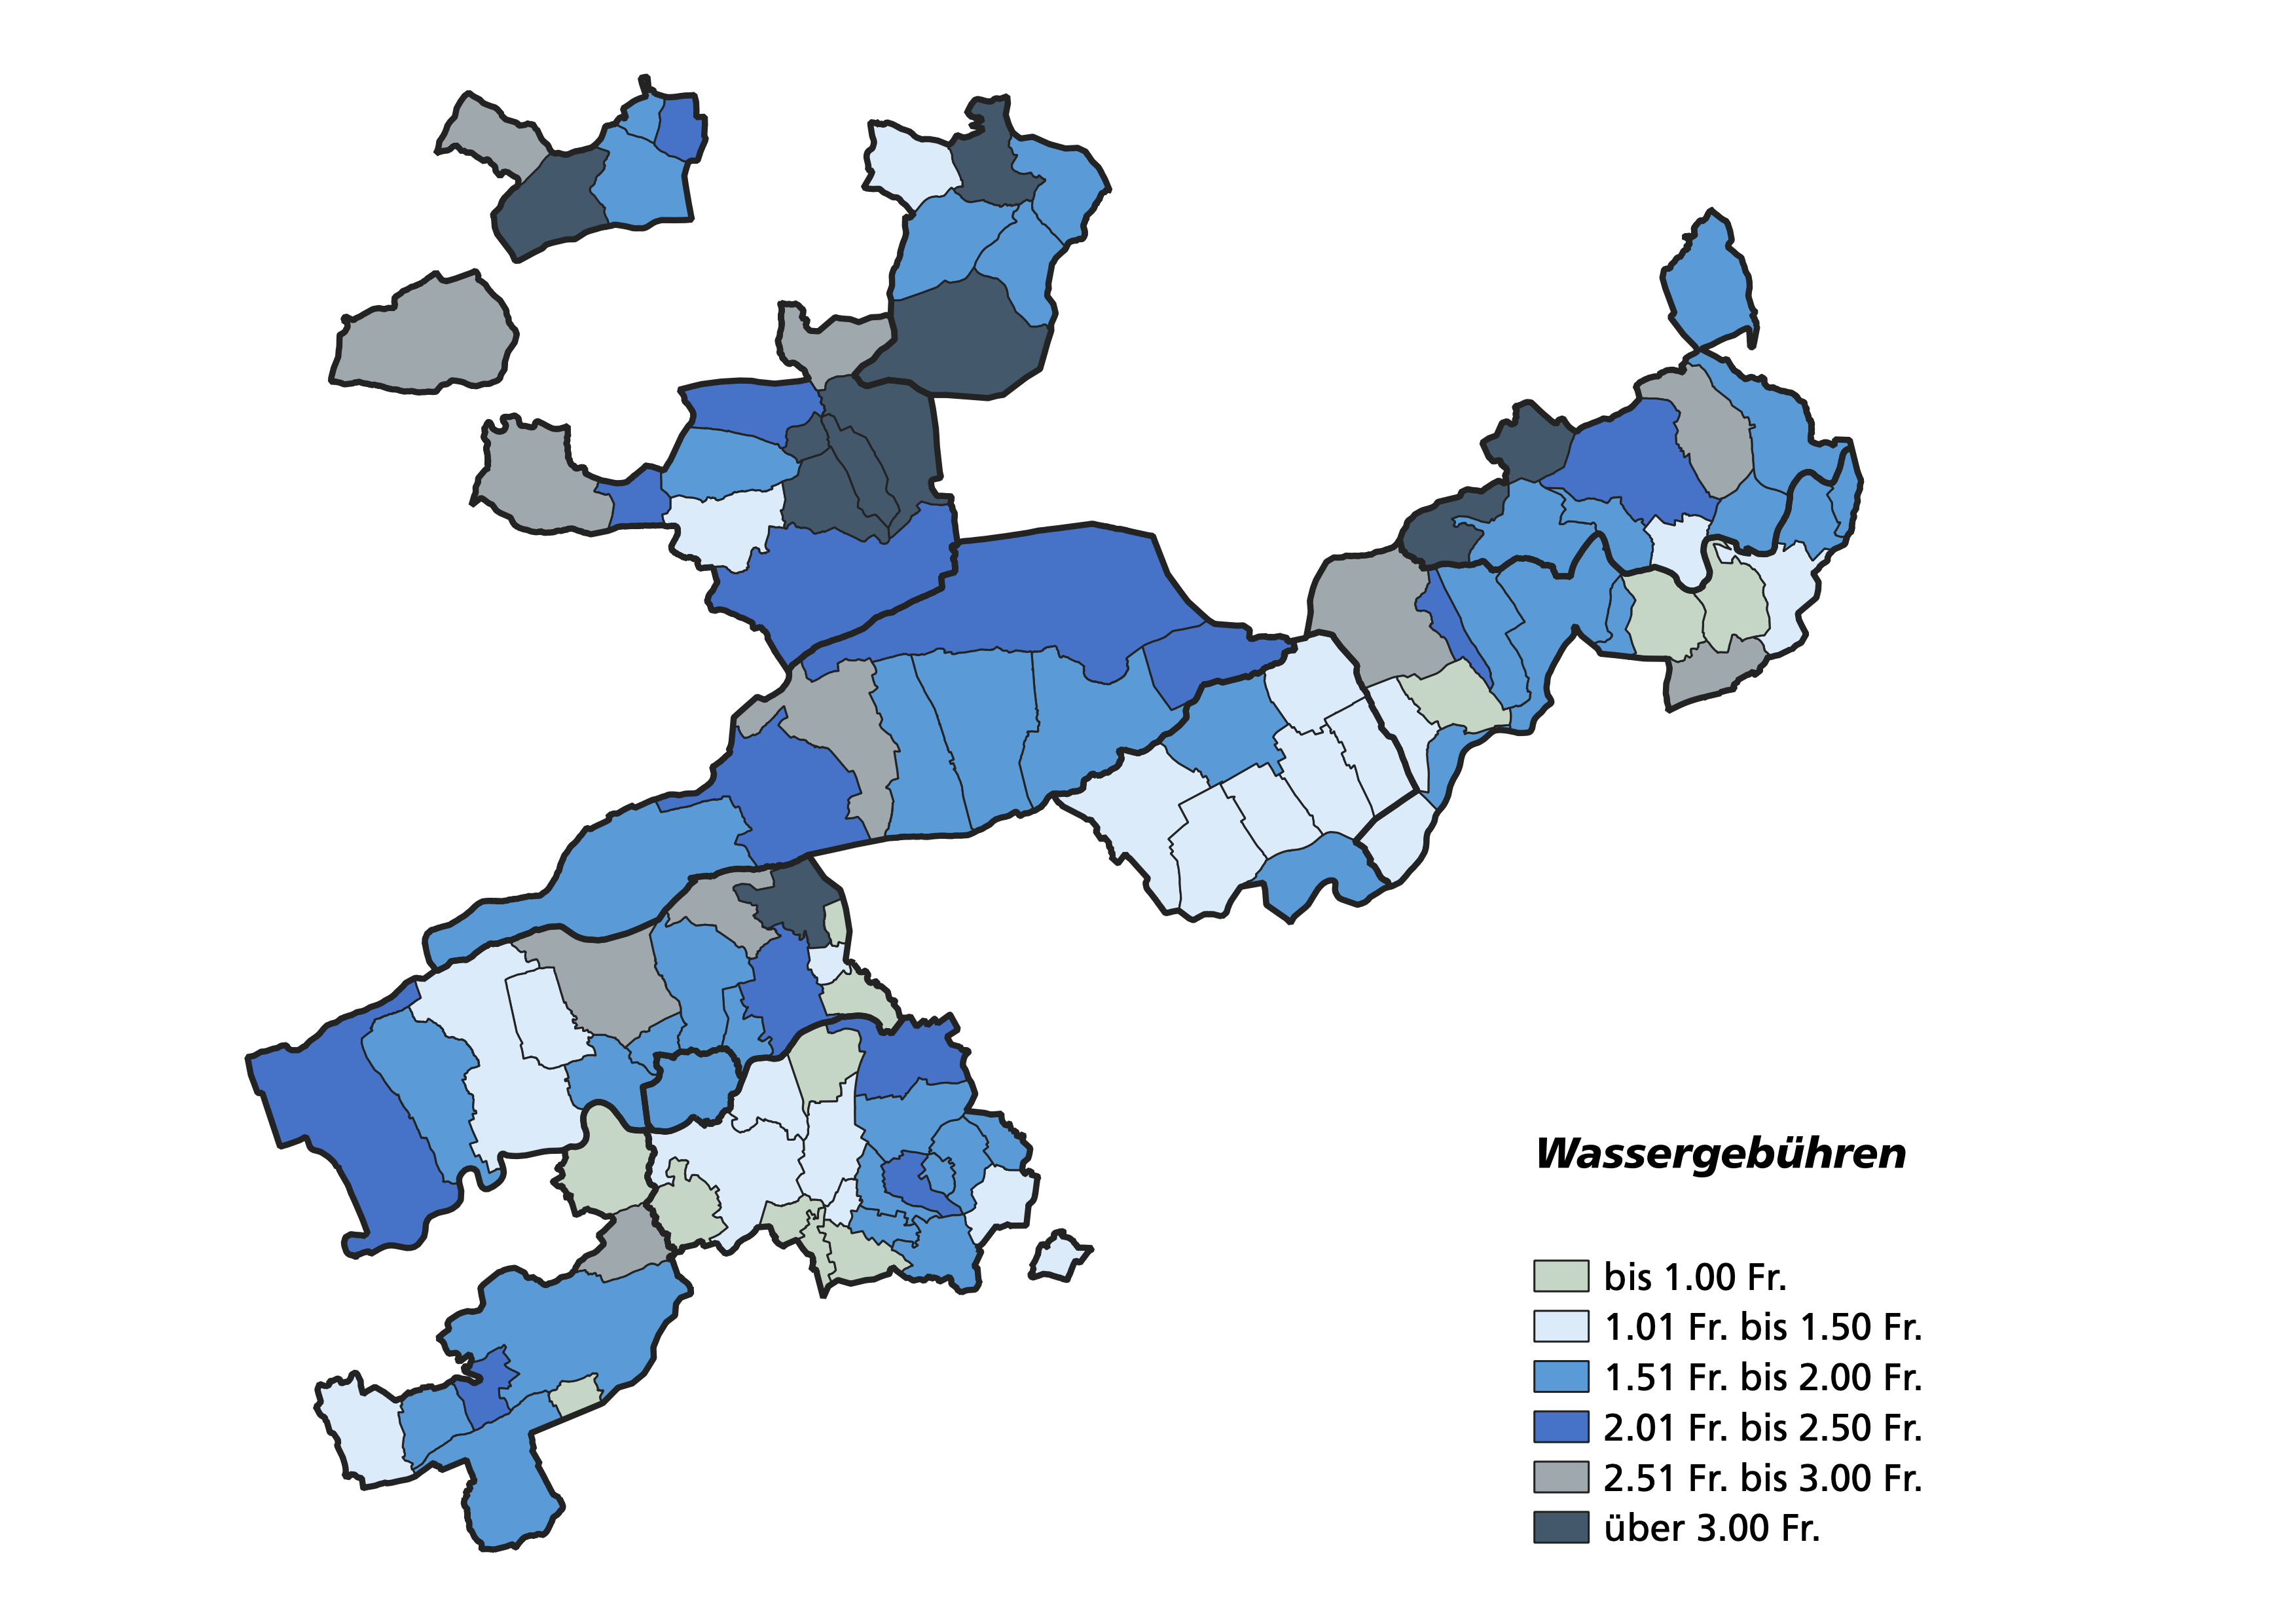 Wassergebühren
bis 1.00 Fr.
1.01 Fr. bis 1.50 Fr.
1.51 Fr. bis 2.00 Fr.
2.01 Fr. bis 2.50 Fr.
2.51 Fr. bis 3.00 Fr.
über 3.00 Fr.